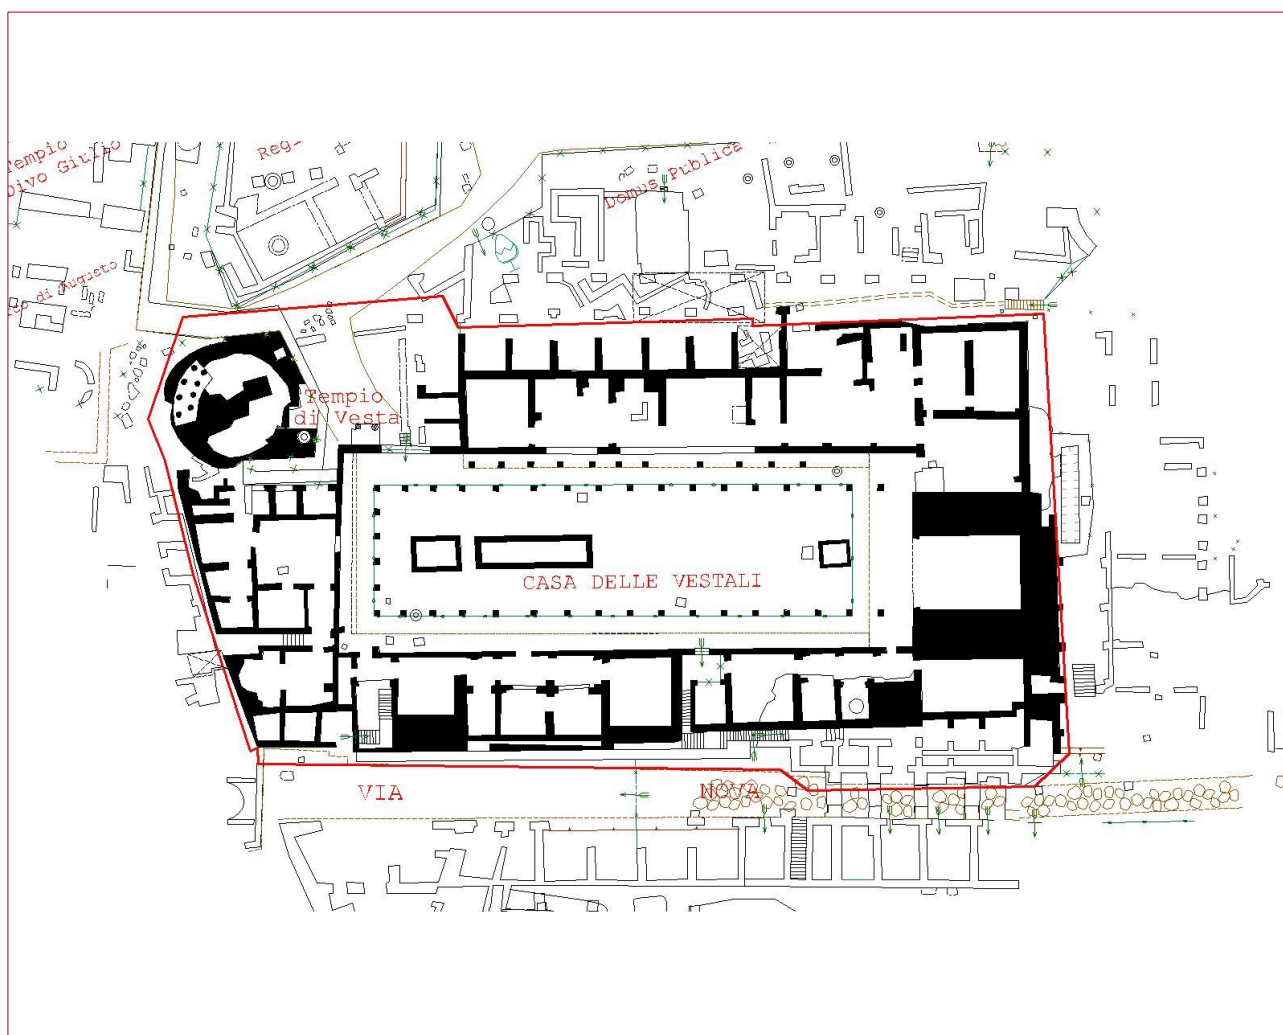 Tempio
Divo Giulio
Reg-
Domus Publica
di Augusto
Tempio
di Vesta
CASA DELLE VESTALI
VIA NOVA